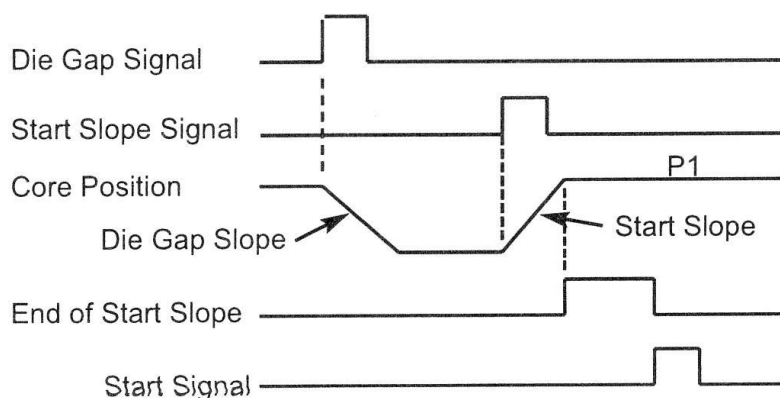 Die Gap Signal
Start Slope Signal
Core Position
P1
Die Gap Slope
Start Slope
End of Start Slope
Start Signal